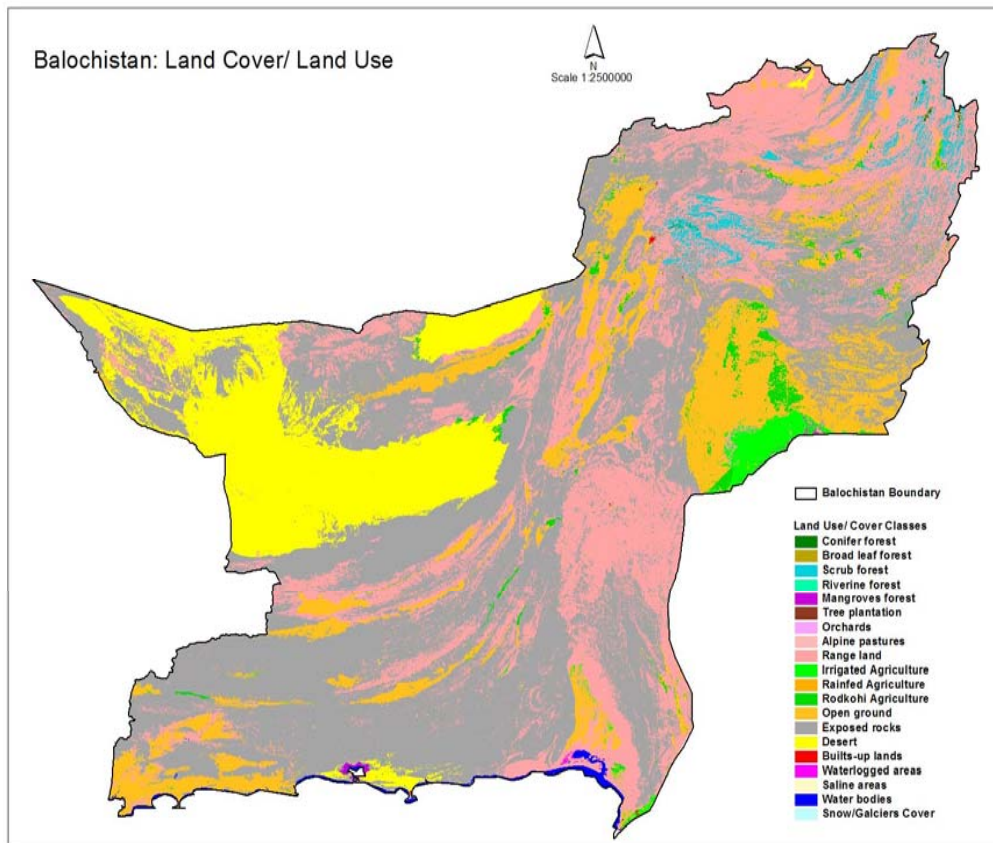 Balochistan: Land Cover/ Land Use
N
Scale 1:2500000
Balochistan Boundary
Land Use/ Cover Classes
Conifer forest
Broad leaf forest
Scrub forest
Riverine forest
Mangroves forest
Tree plantation
Orchards
Alpine pastures
Range land
Irrigated Agriculture
Rainfed Agriculture
Rodkohi Agriculture
Open ground
Exposed rocks
Desert
Builts-up lands
Waterlogged areas
Saline areas
Water bodies
Snow/Galciers Cover